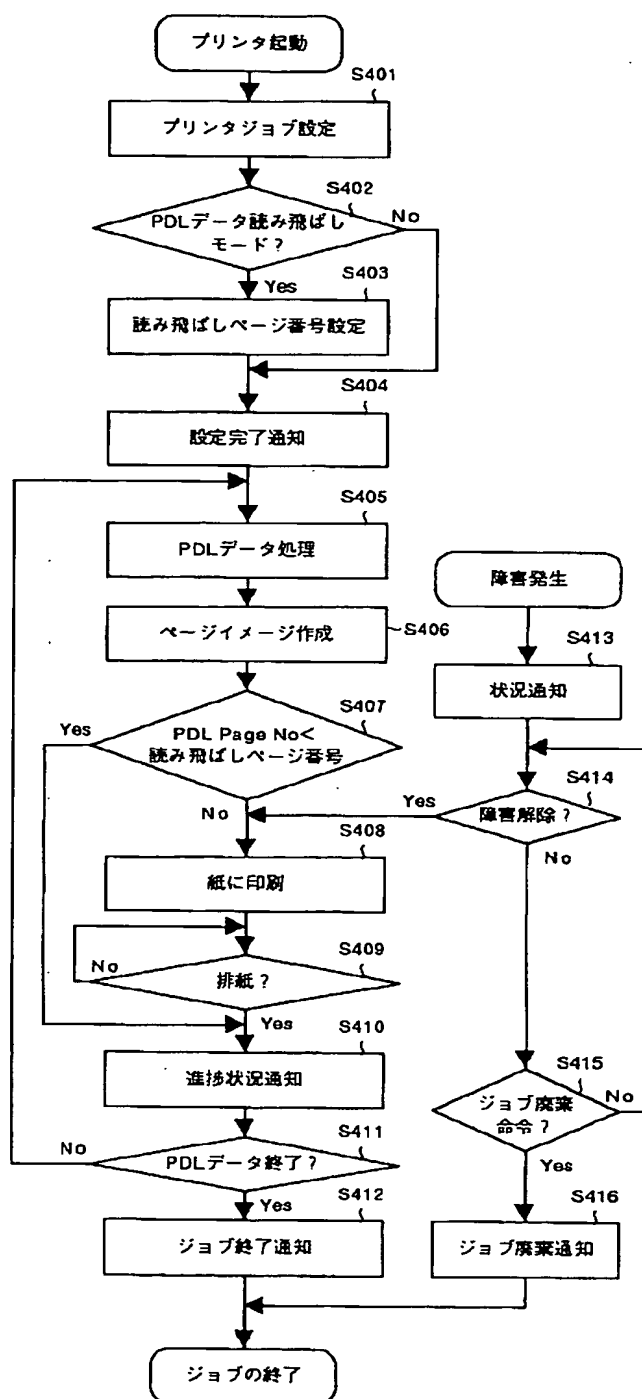 プリンタ起動
S401
プリンタジョブ設定
S402
PDLデータ読み飛ばし
モード？
No
Yes
S403
読み飛ばしページ番号設定
S404
設定完了通知
S405
PDLデータ処理
ページイメージ作成
S406
S407
Yes
PDL Page No<
読み飛ばしページ番号
No
S408
紙に印刷
S409
No
排紙？
Yes
S410
進捗状況通知
S411
No
PDLデータ終了？
Yes
S412
ジョブ終了通知
ジョブの終了
障害発生
S413
状況通知
S414
Yes
障害解除？
No
S415
ジョブ廃棄
命令？
No
Yes
S416
ジョブ廃棄通知